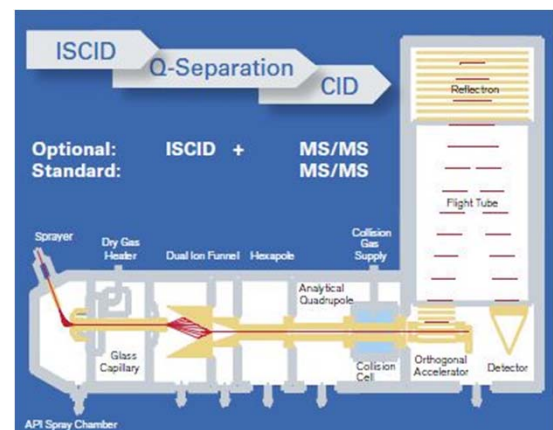 ISCID
Q-Separation
CID
Optional: ISCID + MS/MS
Standard: MS/MS
Reflectron
Flight Tube
Sprayer
Dry Gas
Heater
Dual Ion Funnel
Hexapole
Collision
Gas
Supply
Analytical
Quadrupole
Glass
Capillary
Collision
Cell
Orthogonal
Accelerator
Detector
API Spray Chamber